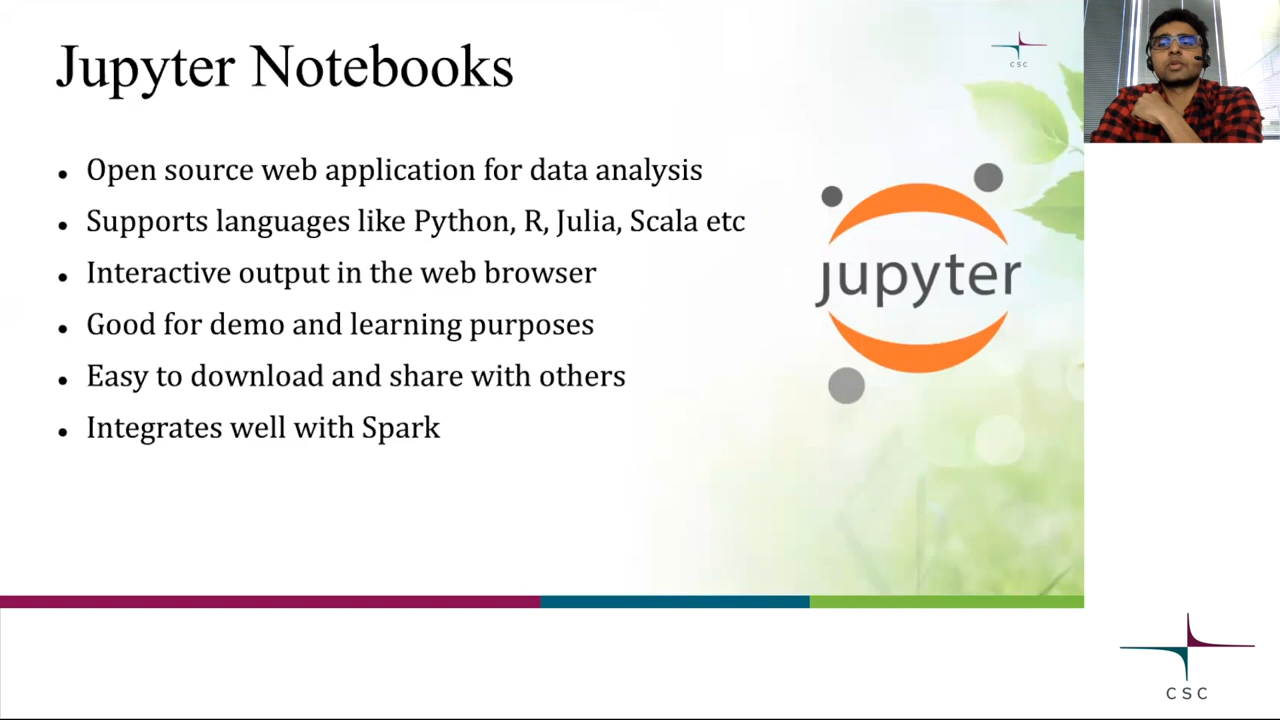 Jupyter Notebooks
CSC
• Open source web application for data analysis
• Supports languages like Python, R, Julia, Scala etc
• Interactive output in the web browser
• Good for demo and learning purposes
• Easy to download and share with others
• Integrates well with Spark
jupyter
CSC